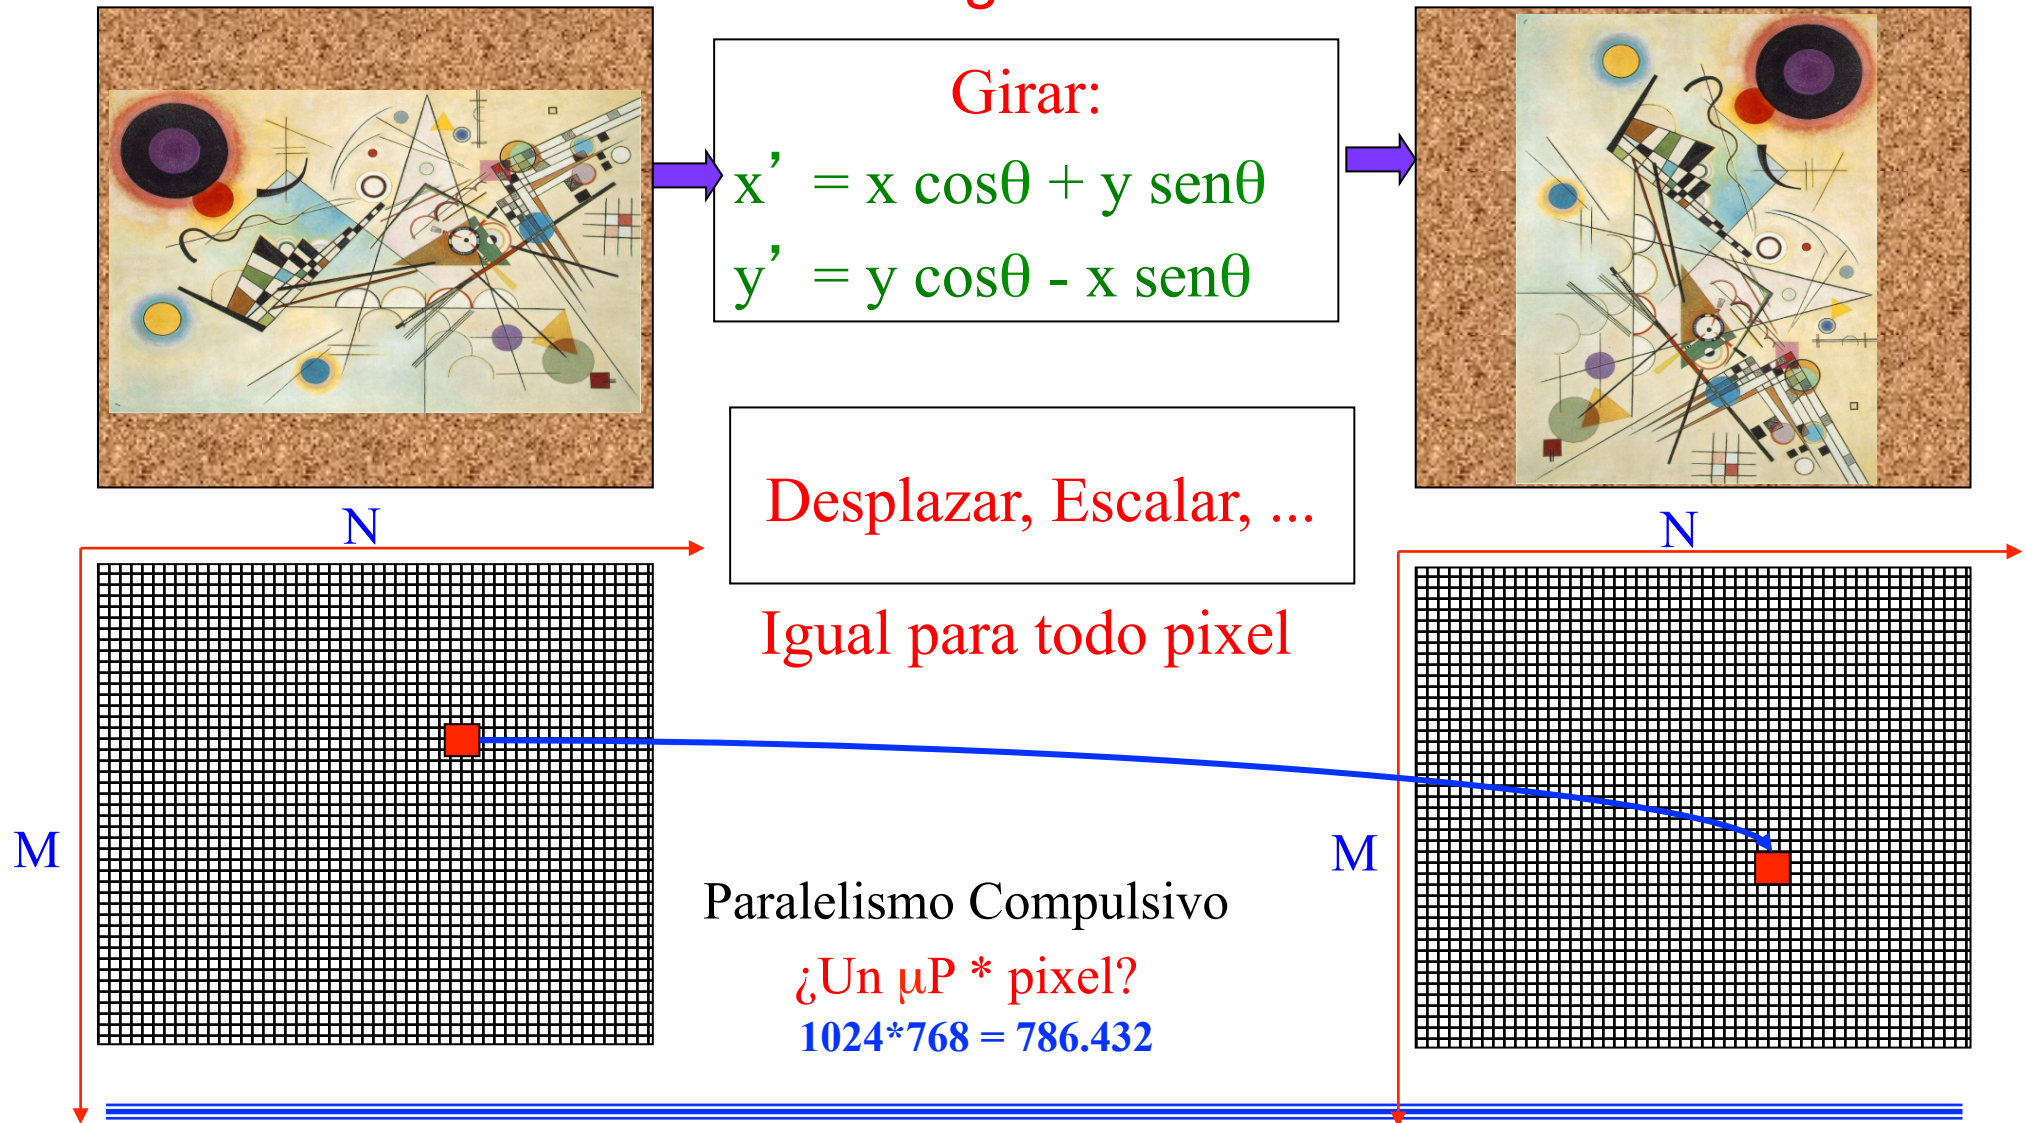 Girar:
x’ = x cosθ + y senθ
y’ = y cosθ - x senθ
Desplazar, Escalar, ...
N
N
Igual para todo pixel
M
M
Paralelismo Compulsivo
¿Un μP * pixel?
1024*768 = 786.432